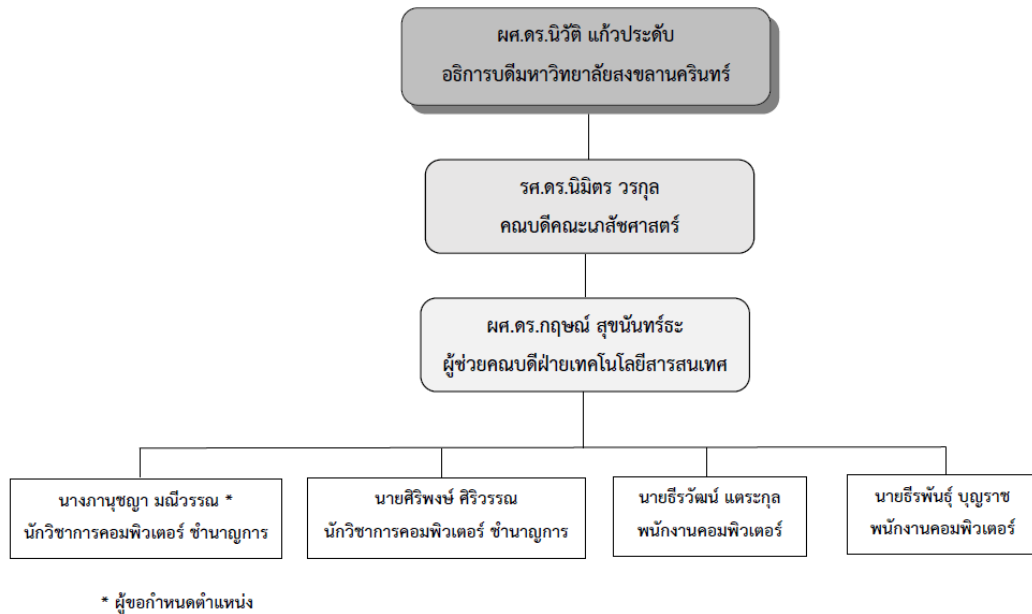 ผศ.ดร.นิวัติ แก้วประดับ
อธิการบดีมหาวิทยาลัยสงขลานครินทร์
รศ.ดร.นิมิตร วรกุล
คณบดีคณะเภสัชศาสตร์
ผศ.ดร.กฤษณ์ สุขนันทร์ธะ
ผู้ช่วยคณบดีฝ่ายเทคโนโลยีสารสนเทศ
นางภานุชญา มณีวรรณ *
นักวิชาการคอมพิวเตอร์ ชำนาญการ
นายศิริพงษ์ ศิริวรรณ
นักวิชาการคอมพิวเตอร์ ชำนาญการ
นายธีรวัฒน์ แตระกุล
พนักงานคอมพิวเตอร์
นายธีรพันธุ์ บุญราช
พนักงานคอมพิวเตอร์
* ผู้ขอกำหนดตำแหน่ง